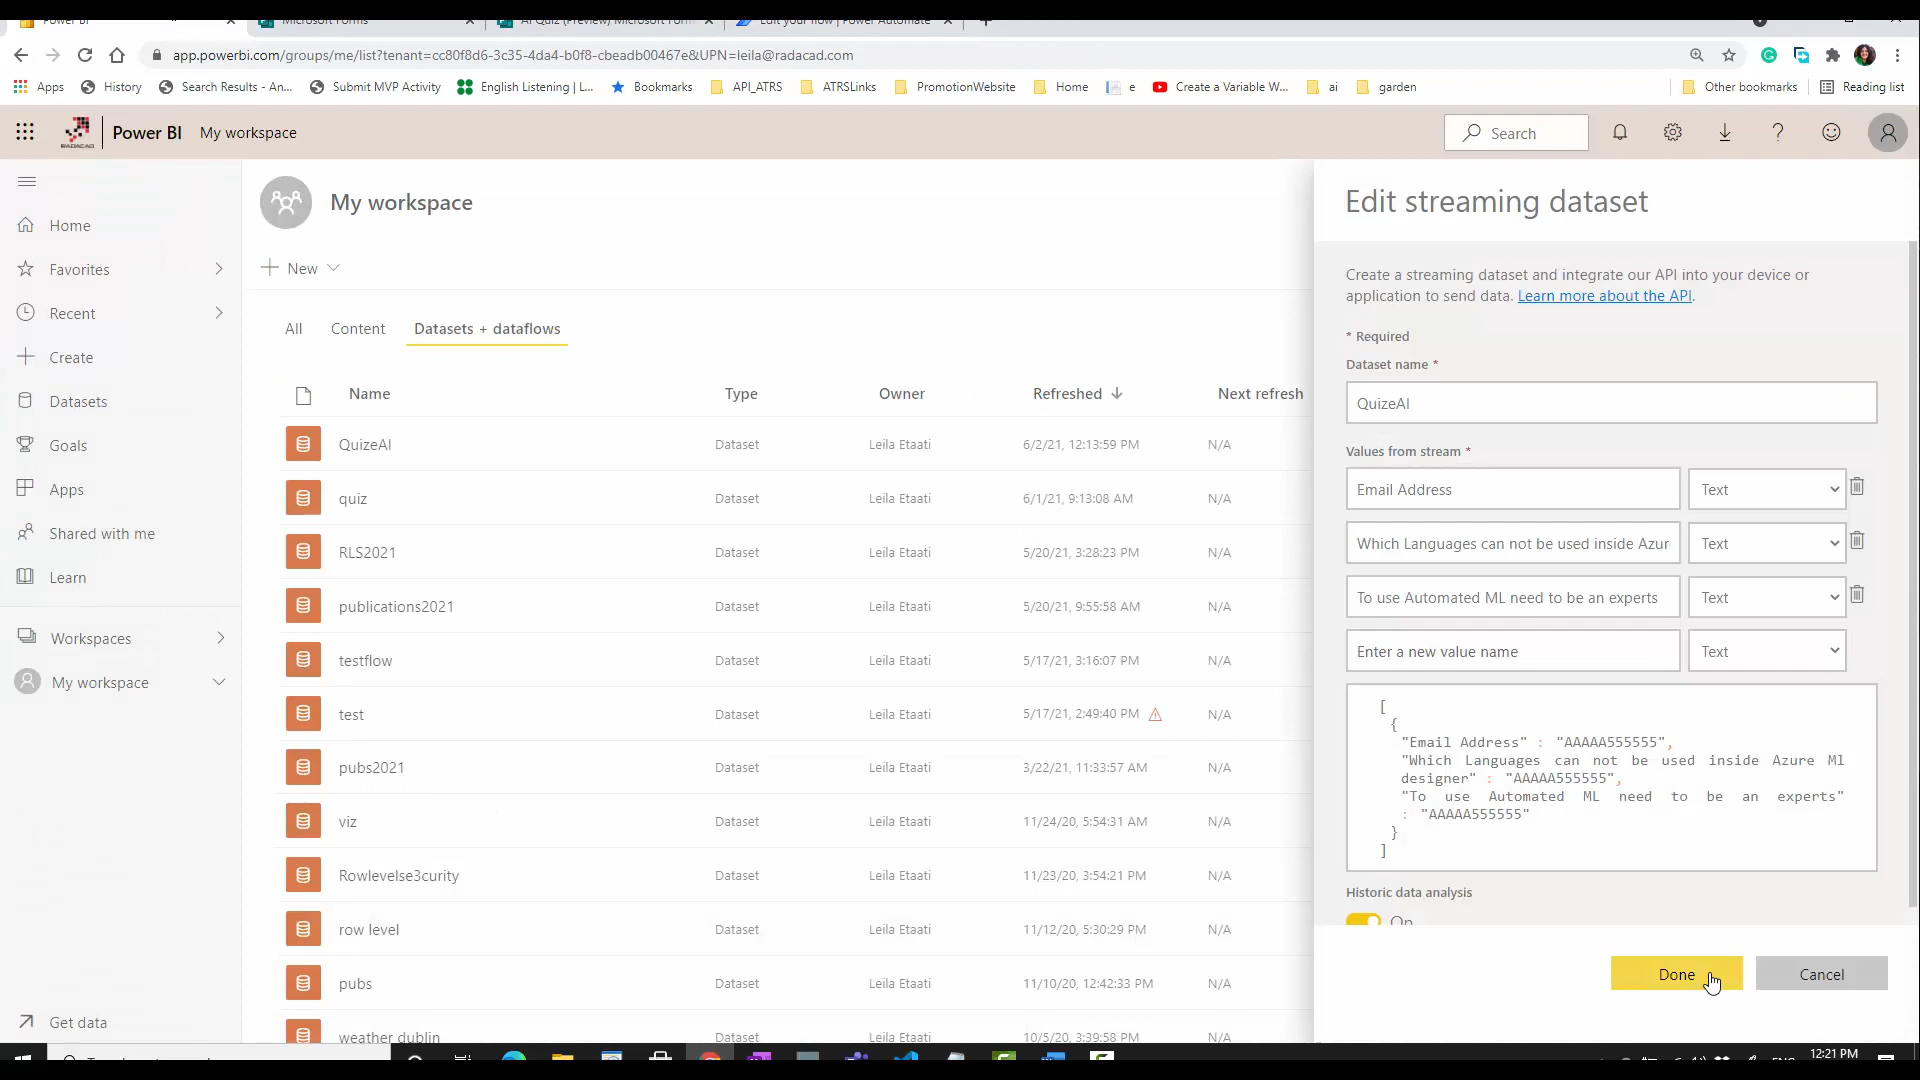 Power BI
Microsoft Forms
AI Quiz (Preview) Microsoft Form
Edit your flow | Power Automate
app.powerbi.com/groups/me/list?tenant=cc80f8d6-3c35-4da4-b0f8-cbeadb00467e&UPN=leila@radacad.com
Apps History Search Results - An... Submit MVP Activity English Listening | L... Bookmarks API_ATRS ATRSLinks PromotionWebsite Home e Create a Variable W... ai garden Other bookmarks Reading list
RADACAD Power BI My workspace Search
Home
Favorites
Recent
Create
Datasets
Goals
Apps
Shared with me
Learn
Workspaces
My workspace
Get data
My workspace
New
All Content Datasets + dataflows
Name Type Owner Refreshed Next refresh
QuizeAI Dataset Leila Etaati 6/2/21, 12:13:59 PM N/A
quiz Dataset Leila Etaati 6/1/21, 9:13:08 AM N/A
RLS2021 Dataset Leila Etaati 5/20/21, 3:28:23 PM N/A
publications2021 Dataset Leila Etaati 5/20/21, 9:55:58 AM N/A
testflow Dataset Leila Etaati 5/17/21, 3:16:07 PM N/A
test Dataset Leila Etaati 5/17/21, 2:49:40 PM N/A
pubs2021 Dataset Leila Etaati 3/22/21, 11:33:57 AM N/A
viz Dataset Leila Etaati 11/24/20, 5:54:31 AM N/A
Rowlevelse3curity Dataset Leila Etaati 11/23/20, 3:54:21 PM N/A
row level Dataset Leila Etaati 11/12/20, 5:30:29 PM N/A
pubs Dataset Leila Etaati 11/10/20, 12:42:33 PM N/A
weather dublin Dataset Leila Etaati 10/5/20, 3:39:58 PM N/A
Edit streaming dataset
Create a streaming dataset and integrate our API into your device or
application to send data. Learn more about the API.
* Required
Dataset name *
QuizeAI
Values from stream *
Email Address Text
Which Languages can not be used inside Azur Text
To use Automated ML need to be an experts Text
Enter a new value name Text
[
{
"Email Address" : "AAAAA555555",
"Which Languages can not be used inside Azure Ml
designer" : "AAAAA555555",
"To use Automated ML need to be an experts"
: "AAAAA555555"
}
]
Historic data analysis
On
Done Cancel
12:21 PM